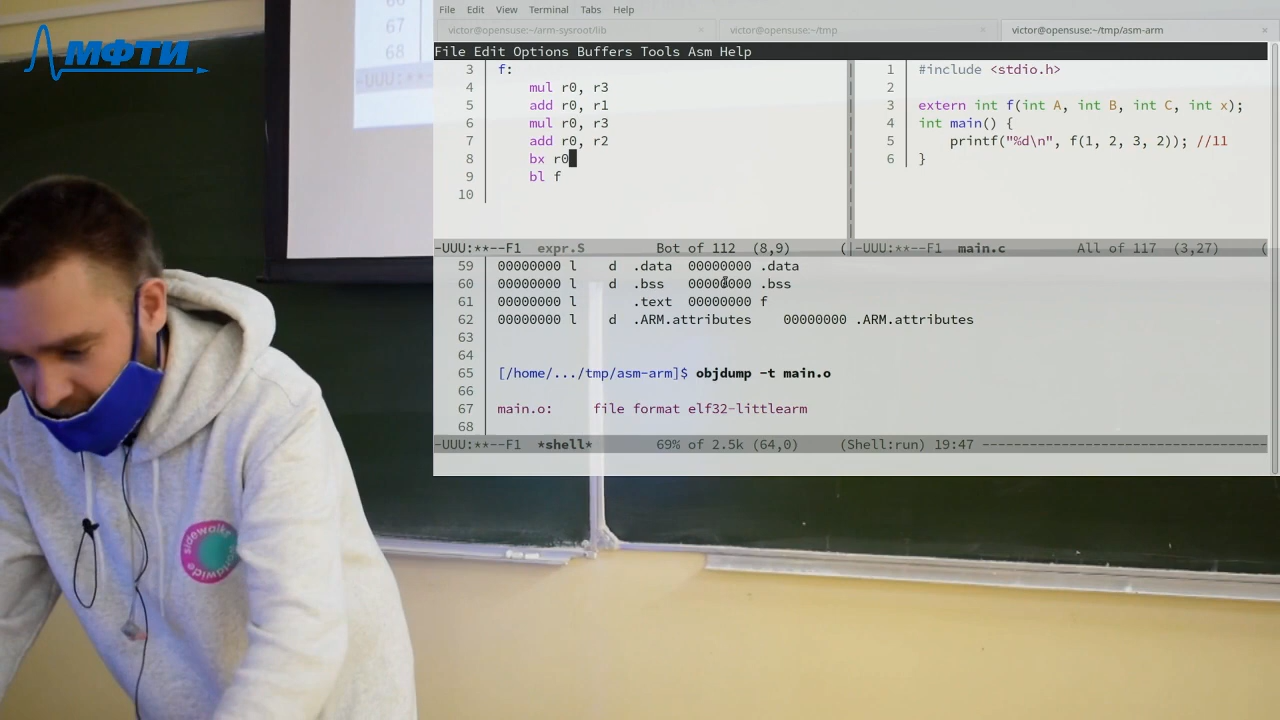 МФТИ
66
67
68
-UUU:**--
File Edit View Terminal Tabs Help
victor@opensuse:~/arm-sysroot/lib × victor@opensuse:~/tmp × victor@opensuse:~/tmp/asm-arm ×
File Edit Options Buffers Tools Asm Help
3 f:
4 mul r0, r3
5 add r0, r1
6 mul r0, r3
7 add r0, r2
8 bx r0
9 bl f
10
-UUU:**--F1 expr.S Bot of 112 (8,9) (
1 #include <stdio.h>
2
3 extern int f(int A, int B, int C, int x);
4 int main() {
5 printf("%d\n", f(1, 2, 3, 2)); //11
6 }
-UUU:**--F1 main.c All of 117 (3,27) (
59 00000000 l d .data 00000000 .data
60 00000000 l d .bss 00000000 .bss
61 00000000 l .text 00000000 f
62 00000000 l d .ARM.attributes 00000000 .ARM.attributes
63
64
65 [/home/.../tmp/asm-arm]$ objdump -t main.o
66
67 main.o: file format elf32-littlearm
68
-UUU:**--F1 *shell* 69% of 2.5k (64,0) (Shell:run) 19:47 ------------------------------------
sidewalk
worldwide